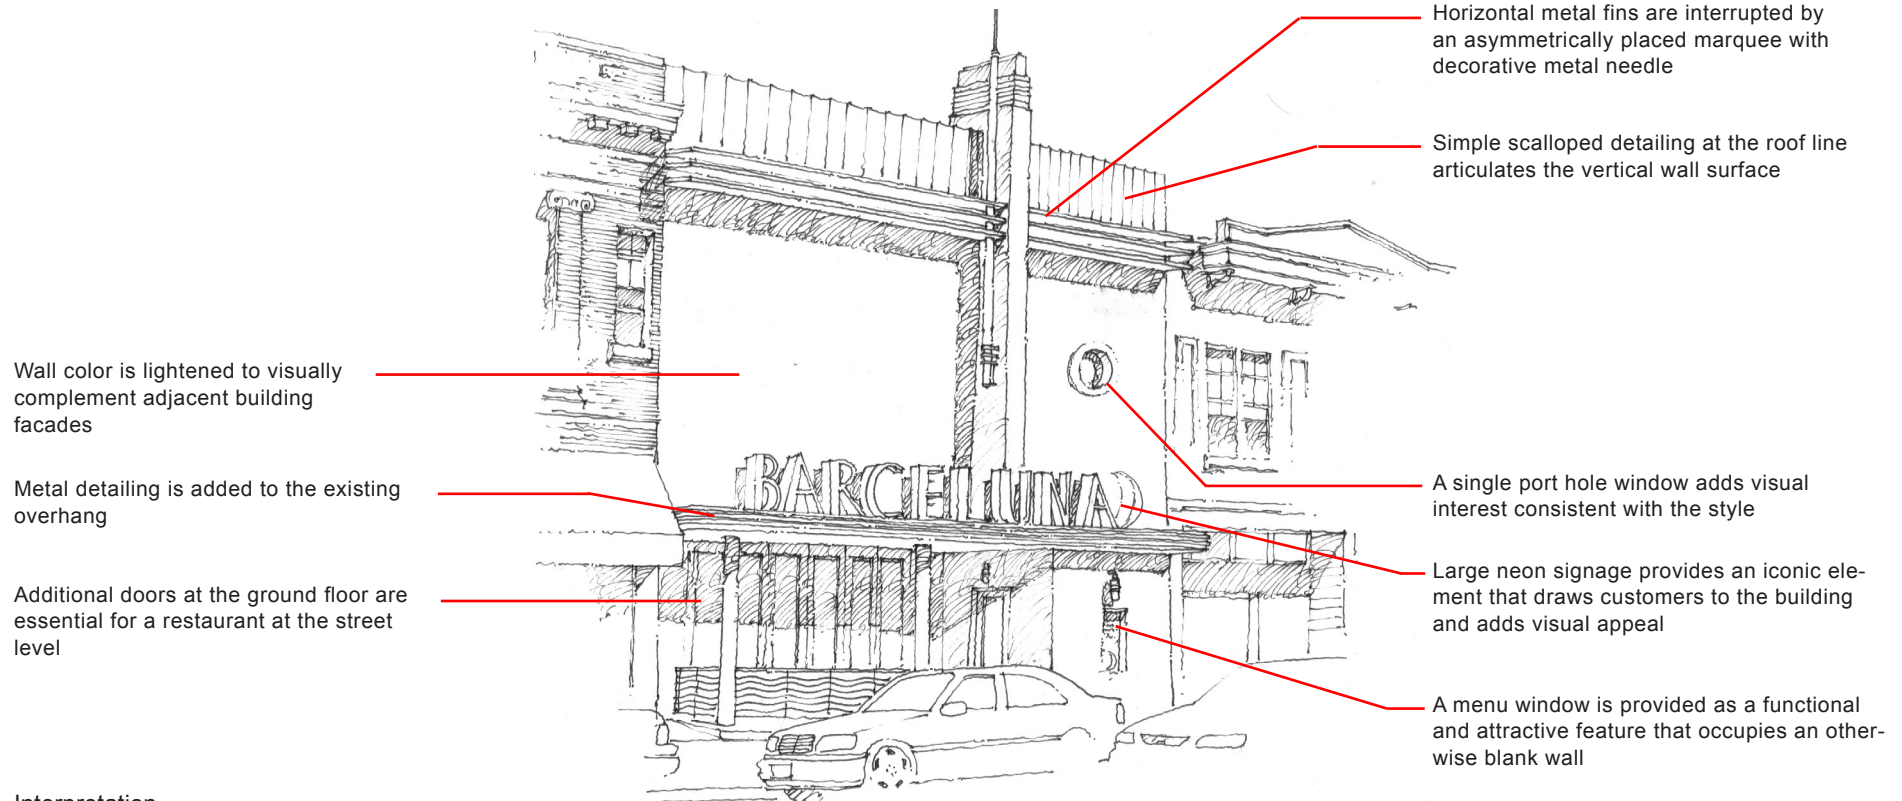 Horizontal metal fins are interrupted by
an asymmetrically placed marquee with
decorative metal needle
Simple scalloped detailing at the roof line
articulates the vertical wall surface
Wall color is lightened to visually
complement adjacent building
facades
Metal detailing is added to the existing
overhang
Additional doors at the ground floor are
essential for a restaurant at the street
level
BARCELUNA
A single port hole window adds visual
interest consistent with the style
Large neon signage provides an iconic ele-
ment that draws customers to the building
and adds visual appeal
A menu window is provided as a functional
and attractive feature that occupies an other-
wise blank wall
Interpretation